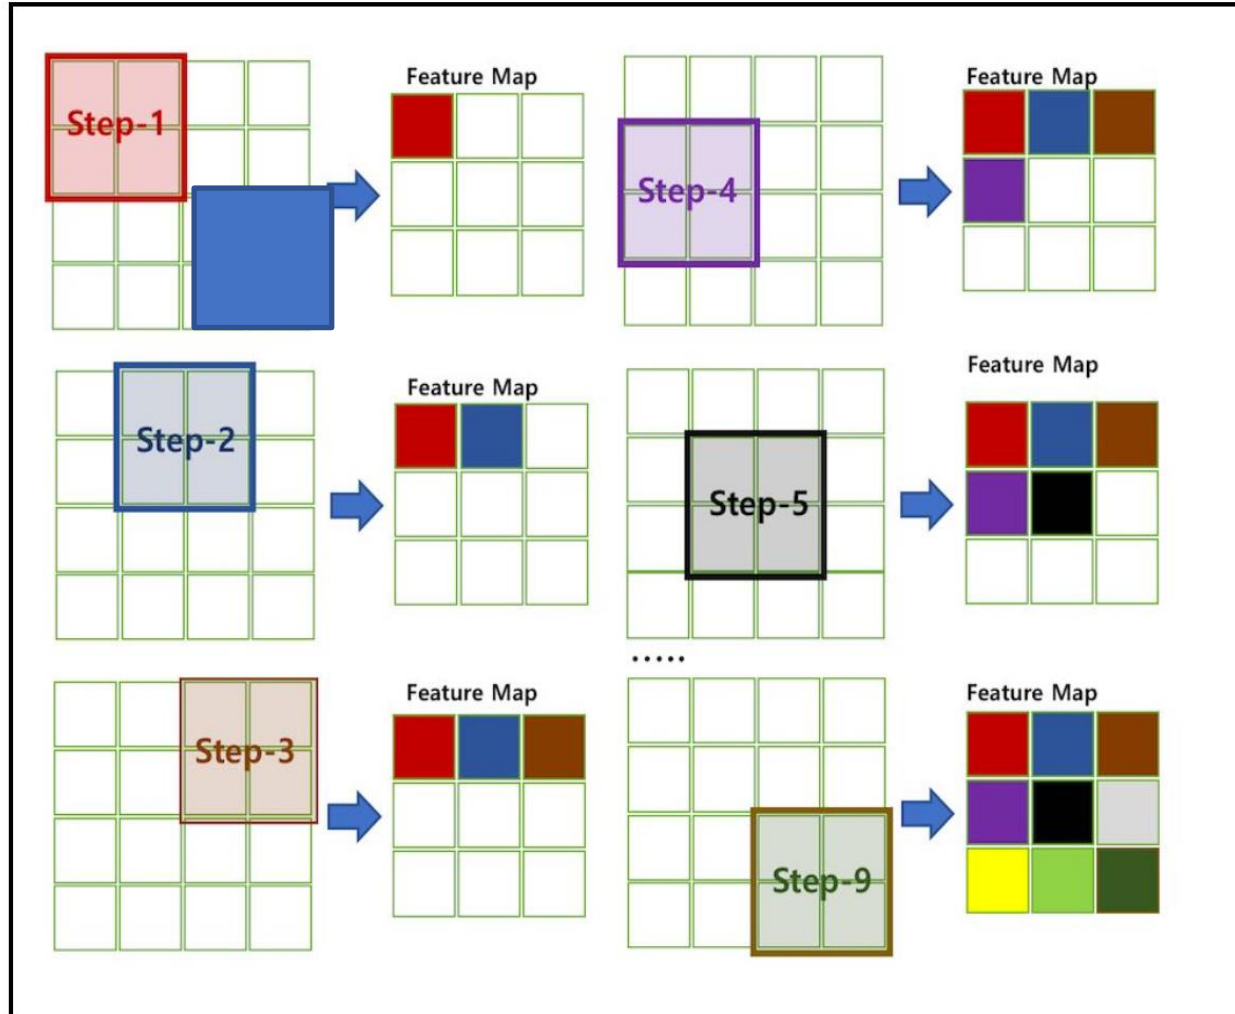 Feature Map
Step-1
Feature Map
Step-4
Feature Map
Step-2
Feature Map
Step-5
.....
Feature Map
Step-3
Feature Map
Step-9